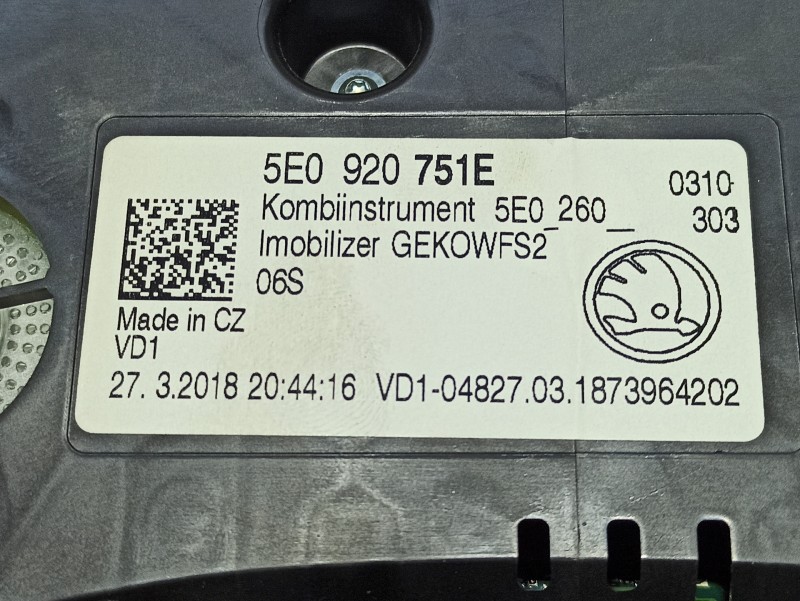 5E0 920 751E
0310
Kombiinstrument 5E0_260__
303
Imobilizer GEKOWFS2
06S
Made in CZ
VD1
27. 3.2018 20:44:16 VD1-04827.03.1873964202